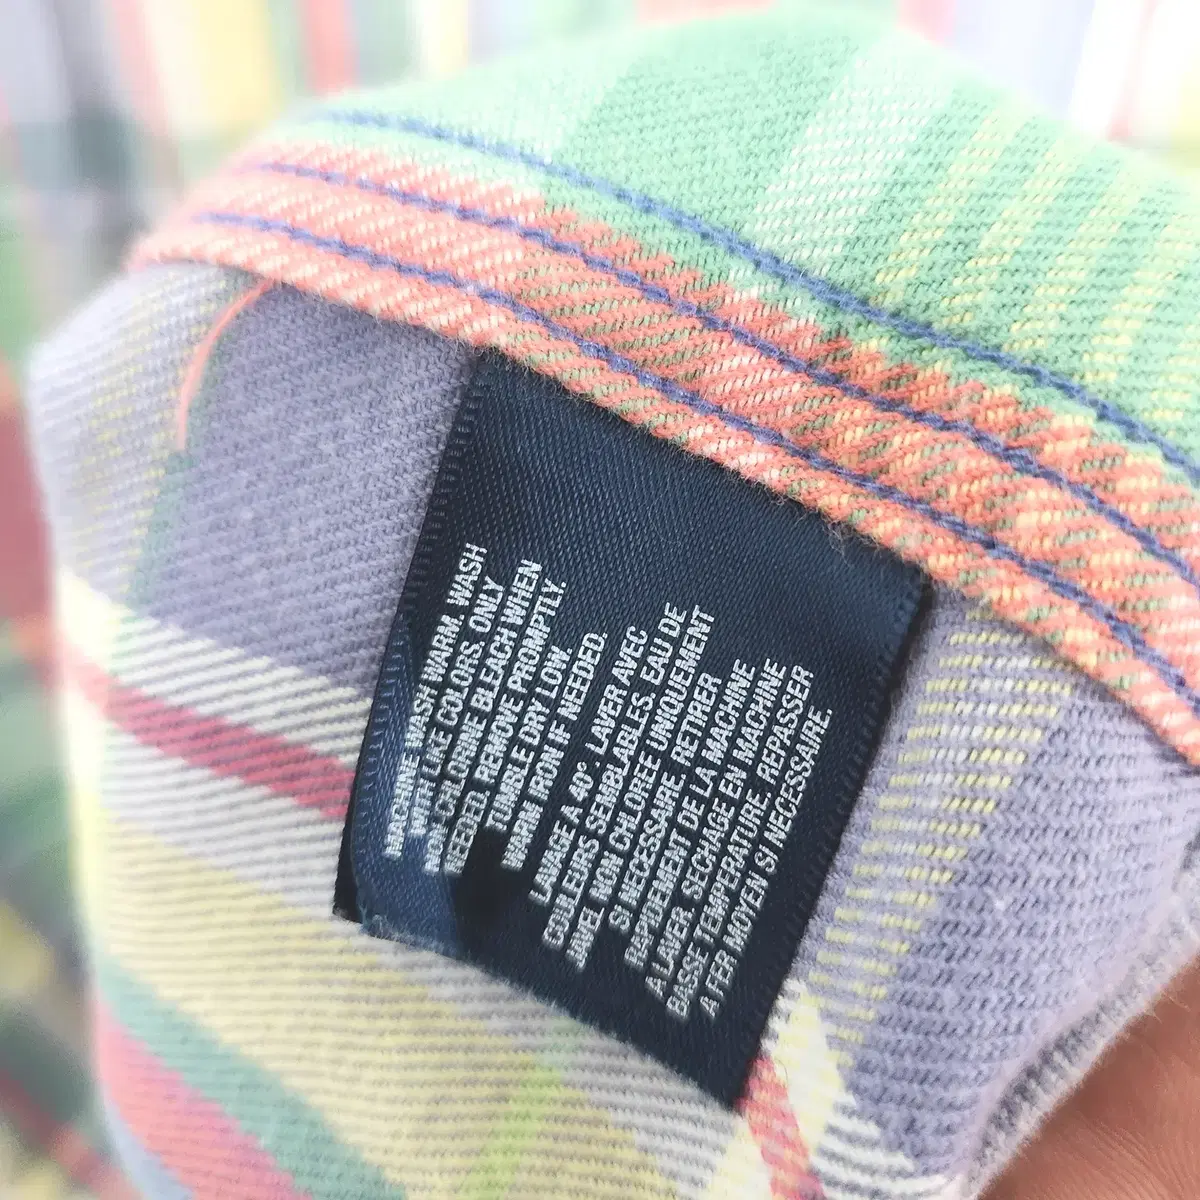 MACHINE WASH WARM. WASH
WITH LIKE COLORS. ONLY
NON CHLORINE BLEACH WHEN
NEEDED. REMOVE PROMPTLY.
TUMBLE DRY LOW.
WARM IRON IF NEEDED.
LAVAGE A 40°. LAVER AVEC
COULEURS SEMBLABLES. EAU DE
JAVEL NON CHLOREE UNIQUEMENT
SI NECESSAIRE. RETIRER
RAPIDEMENT DE LA MACHINE
A LAVER. SECHAGE EN MACHINE
BASSE TEMPERATURE. REPASSER
A FER MOYEN SI NECESSAIRE.